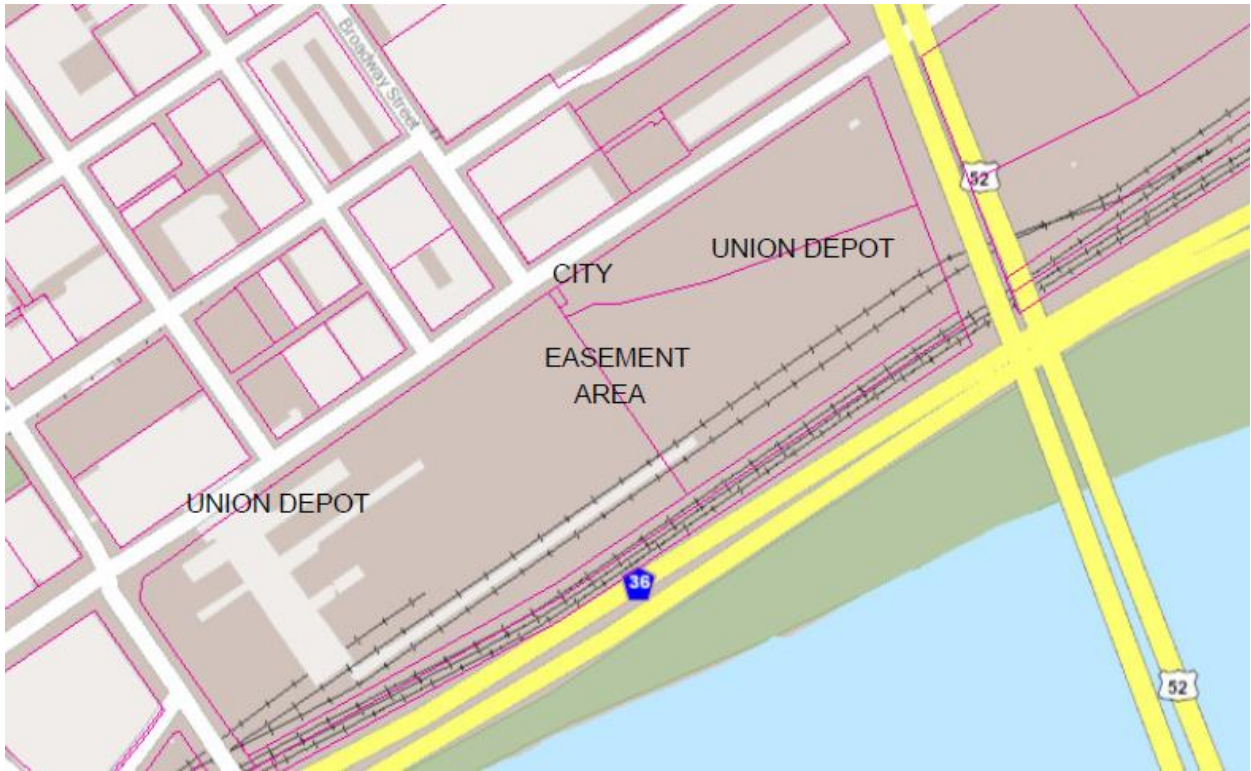 Broadway Street
52
UNION DEPOT
CITY
EASEMENT
AREA
UNION DEPOT
36
52